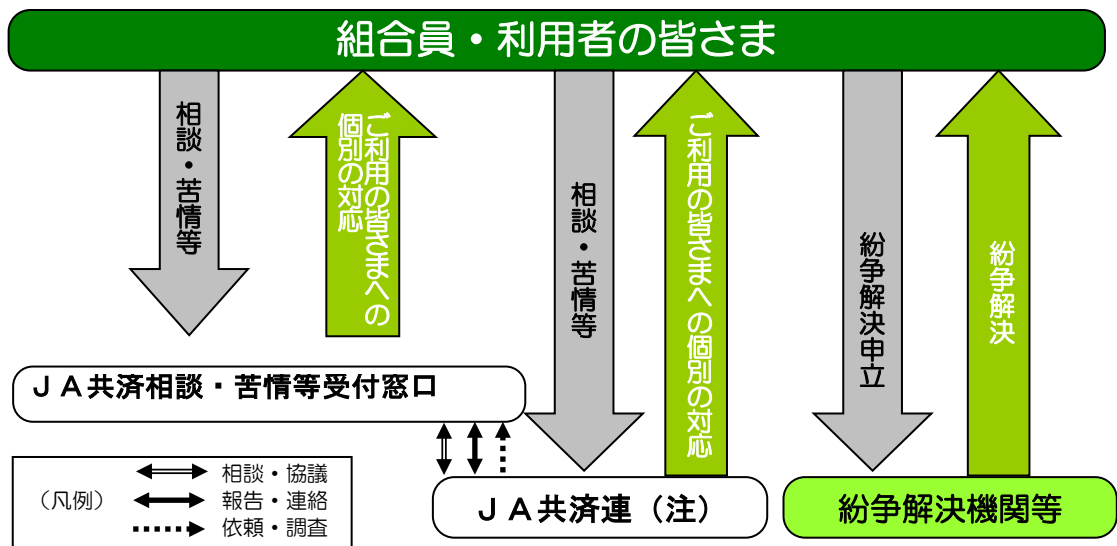 組合員・利用者の皆さま
相談・苦情等
ご利用の皆さまへの
個別の対応
相談・苦情等
ご利用の皆さまへの個別の対応
紛争解決申立
紛争解決
ＪＡ共済相談・苦情等受付窓口
（凡例）
相談・協議
報告・連絡
依頼・調査
ＪＡ共済連（注）
紛争解決機関等